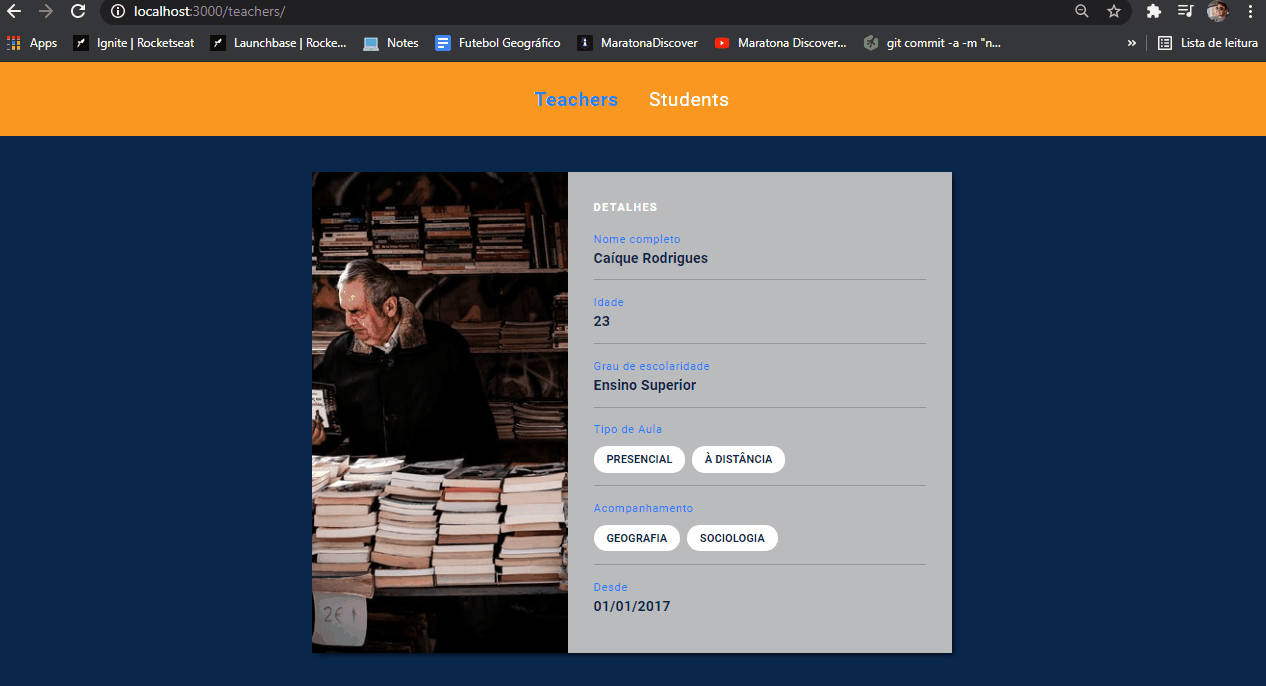 localhost:3000/teachers/
Apps Ignite | Rocketseat Launchbase | Rocke... Notes Futebol Geográfico MaratonaDiscover Maratona Discover... git commit -a -m "n... » Lista de leitura
Teachers Students
DETALHES
Nome completo
Caíque Rodrigues
Idade
23
Grau de escolaridade
Ensino Superior
Tipo de Aula
PRESENCIAL À DISTÂNCIA
Acompanhamento
GEOGRAFIA SOCIOLOGIA
Desde
01/01/2017
2€